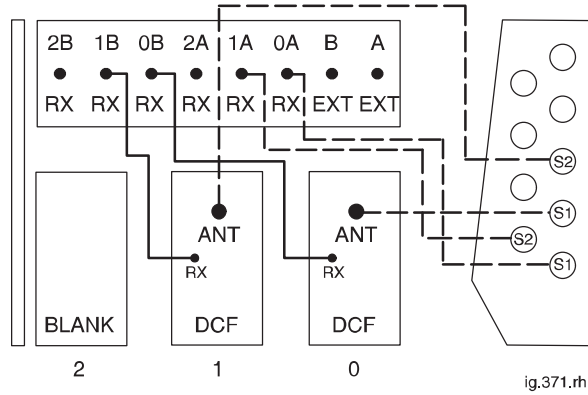 2B 1B 0B 2A 1A 0A B A
RX RX RX RX RX RX EXT EXT
S2
S1
S2
S1
ANT ANT
RX RX
BLANK DCF DCF
2 1 0
ig.371.rh